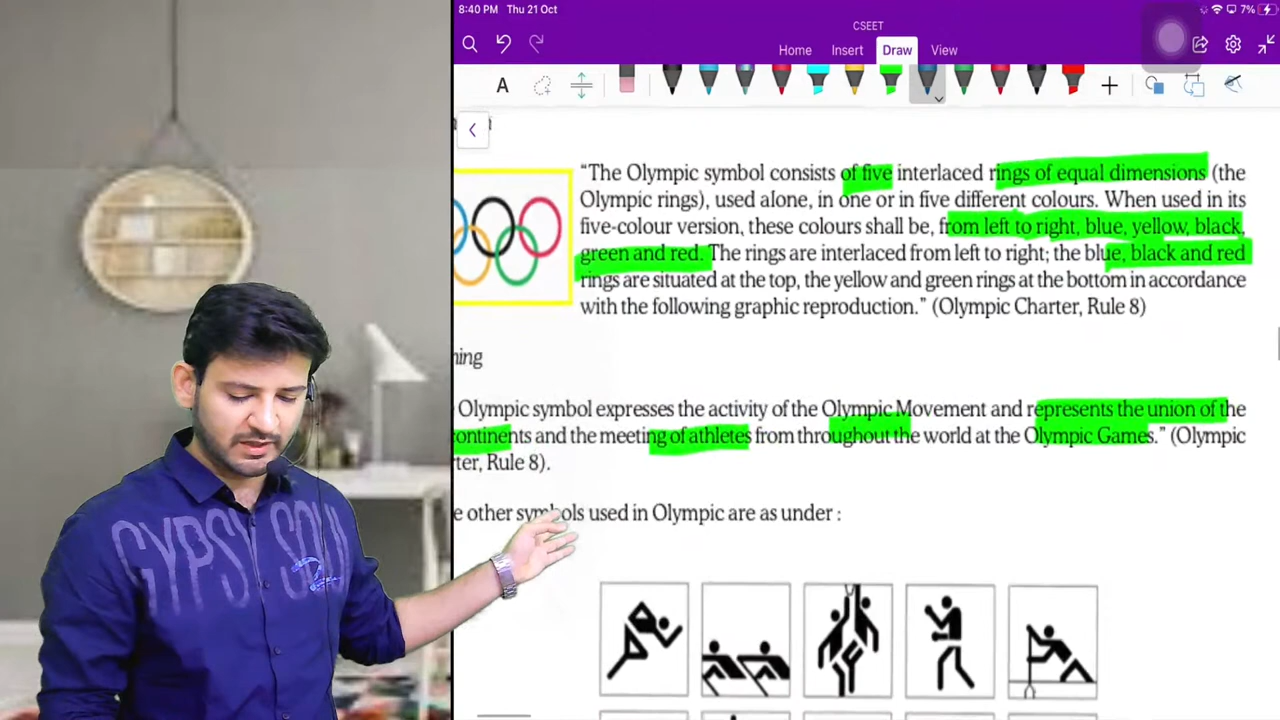 8:40 PM Thu 21 Oct
7%
CSEET
Home Insert Draw View
A
“The Olympic symbol consists of five interlaced rings of equal dimensions (the
Olympic rings), used alone, in one or in five different colours. When used in its
five-colour version, these colours shall be, from left to right, blue, yellow, black,
green and red. The rings are interlaced from left to right; the blue, black and red
rings are situated at the top, the yellow and green rings at the bottom in accordance
with the following graphic reproduction.” (Olympic Charter, Rule 8)
ning
Olympic symbol expresses the activity of the Olympic Movement and represents the union of the
continents and the meeting of athletes from throughout the world at the Olympic Games.” (Olympic
rter, Rule 8).
e other symbols used in Olympic are as under :
GYPSY SOUL